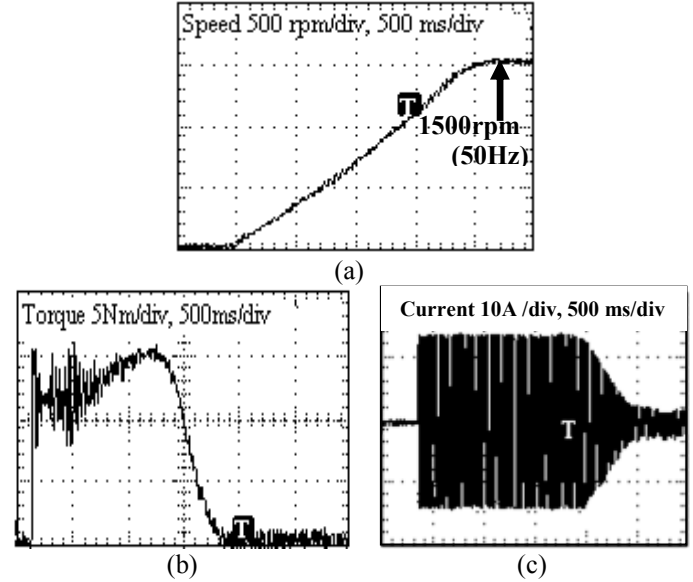 Speed 500 rpm/div, 500 ms/div
T
1500rpm
(50Hz)
(a)
Torque 5Nm/div, 500ms/div
T
(b)
Current 10A /div, 500 ms/div
T
(c)